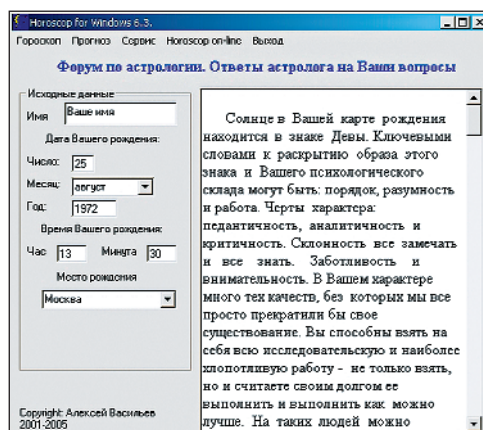 Horoscop for Windows 6.3.
Гороскоп Прогноз Сервис Horoscop on-line Выход
Форум по астрологии. Ответы астролога на Ваши вопросы
Исходные данные
Имя Ваше имя
Дата Вашего рождения:
Число: 25
Месяц: август
Год: 1972
Время Вашего рождения:
Час 13 Минута 30
Место рождения
Москва
Copyright: Алексей Васильев
2001-2005
Солнце в Вашей карте рождения
находится в знаке Девы. Ключевыми
словами к раскрытию образа этого
знака и Вашего психологического
склада могут быть: порядок, разумность
и работа. Черты характера:
педантичность, аналитичность и
критичность. Склонность все замечать
и все знать. Заботливость и
внимательность. В Вашем характере
много тех качеств, без которых мы все
просто прекратили бы свое
существование. Вы способны взять на
себя всю исследовательскую и наиболее
хлопотливую работу - не только взять,
но и считаете своим долгом ее
выполнить и выполнить как можно
лучше. На таких людей можно